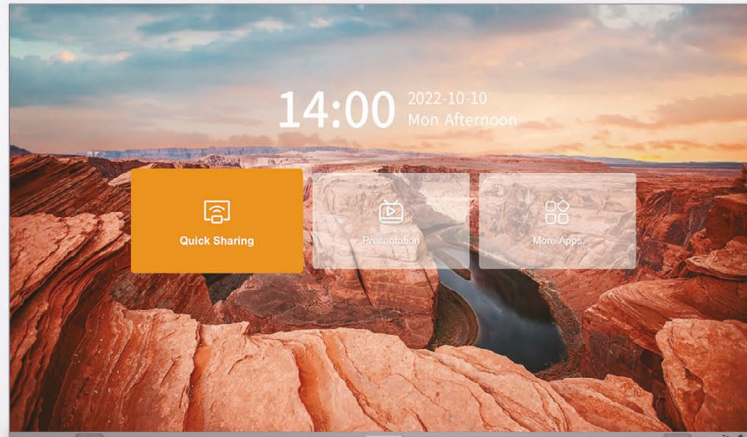 14:00
2022-10-10
Mon Afternoon
Quick Sharing
Presentation
More Apps